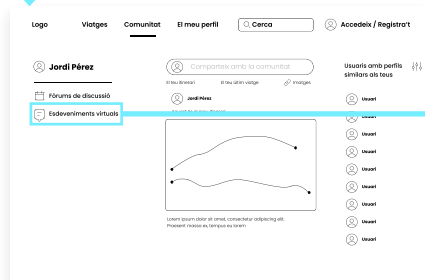 Logo
Viatges
Comunitat
El meu perfil
Cerca
Accedeix / Registra't
Jordi Pérez
Fòrums de discussió
Esdeveniments virtuals
Comparteix amb la comunitat
El teu itinerari
El teu últim viatge
Imatges
Jordi Pérez
Lorem ipsum dolor sit amet, consectetur adipiscing elit.
Praesent massa ex, tempus eu lorem
Usuaris amb perfils
similars als teus
Usuari
Usuari
Usuari
Usuari
Usuari
Usuari
Usuari
Usuari
Usuari